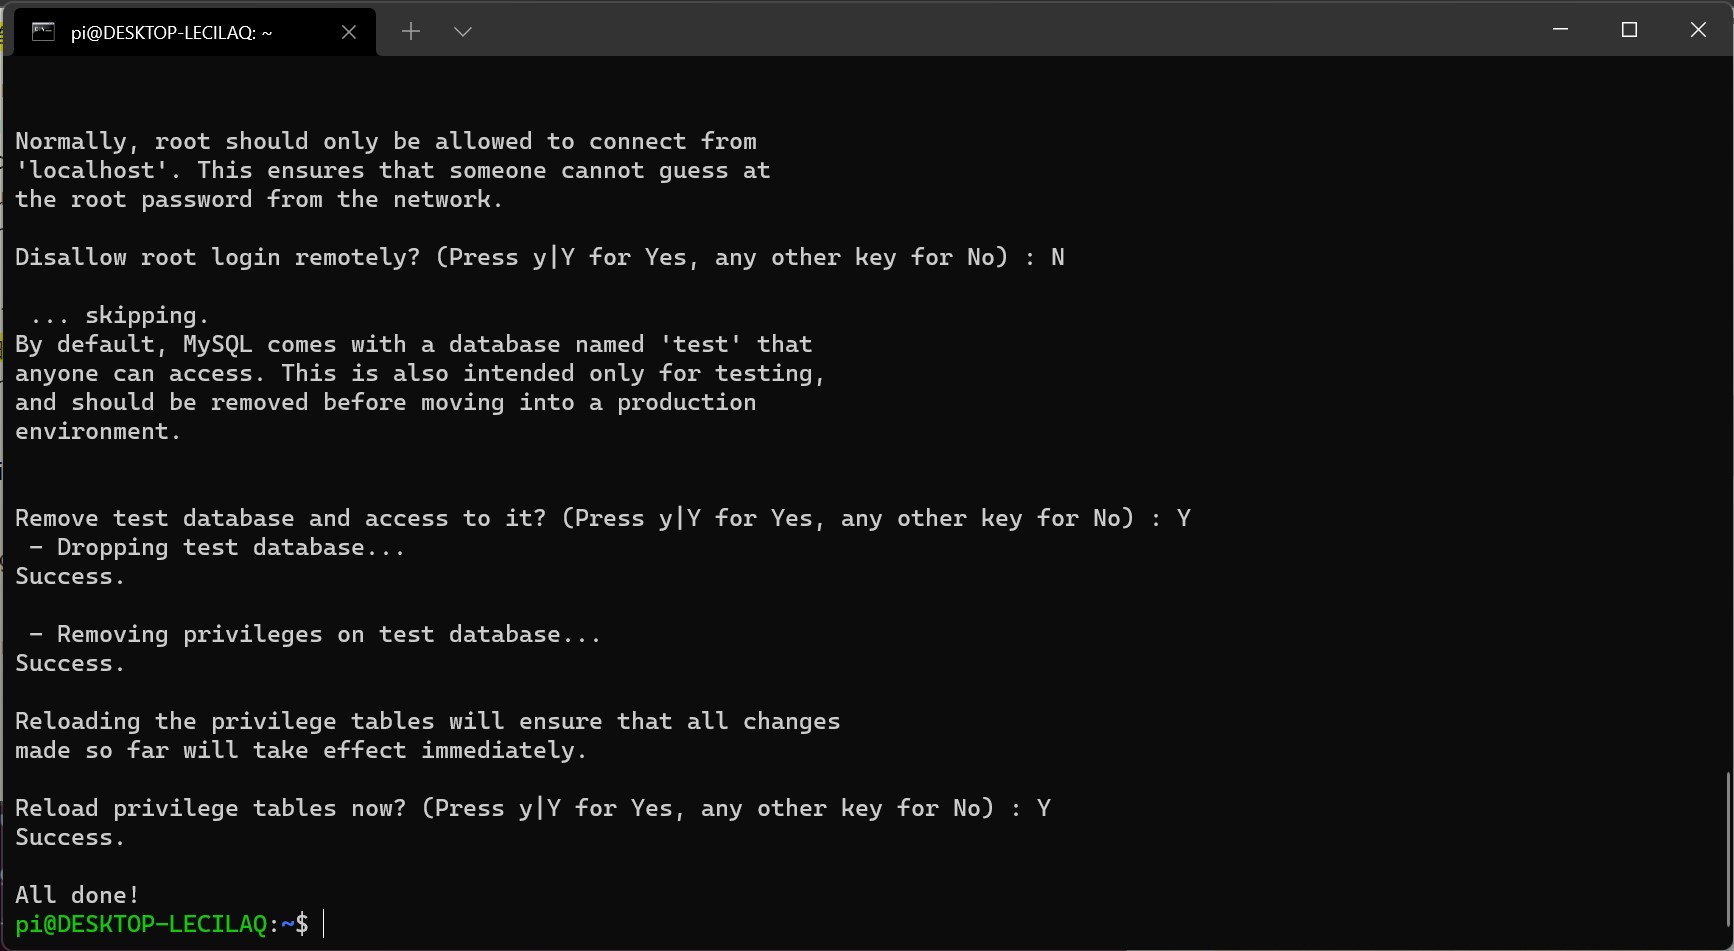 pi@DESKTOP-LECILAQ: ~
Normally, root should only be allowed to connect from
'localhost'. This ensures that someone cannot guess at
the root password from the network.
Disallow root login remotely? (Press y|Y for Yes, any other key for No) : N
... skipping.
By default, MySQL comes with a database named 'test' that
anyone can access. This is also intended only for testing,
and should be removed before moving into a production
environment.
Remove test database and access to it? (Press y|Y for Yes, any other key for No) : Y
- Dropping test database...
Success.
- Removing privileges on test database...
Success.
Reloading the privilege tables will ensure that all changes
made so far will take effect immediately.
Reload privilege tables now? (Press y|Y for Yes, any other key for No) : Y
Success.
All done!
pi@DESKTOP-LECILAQ:~$